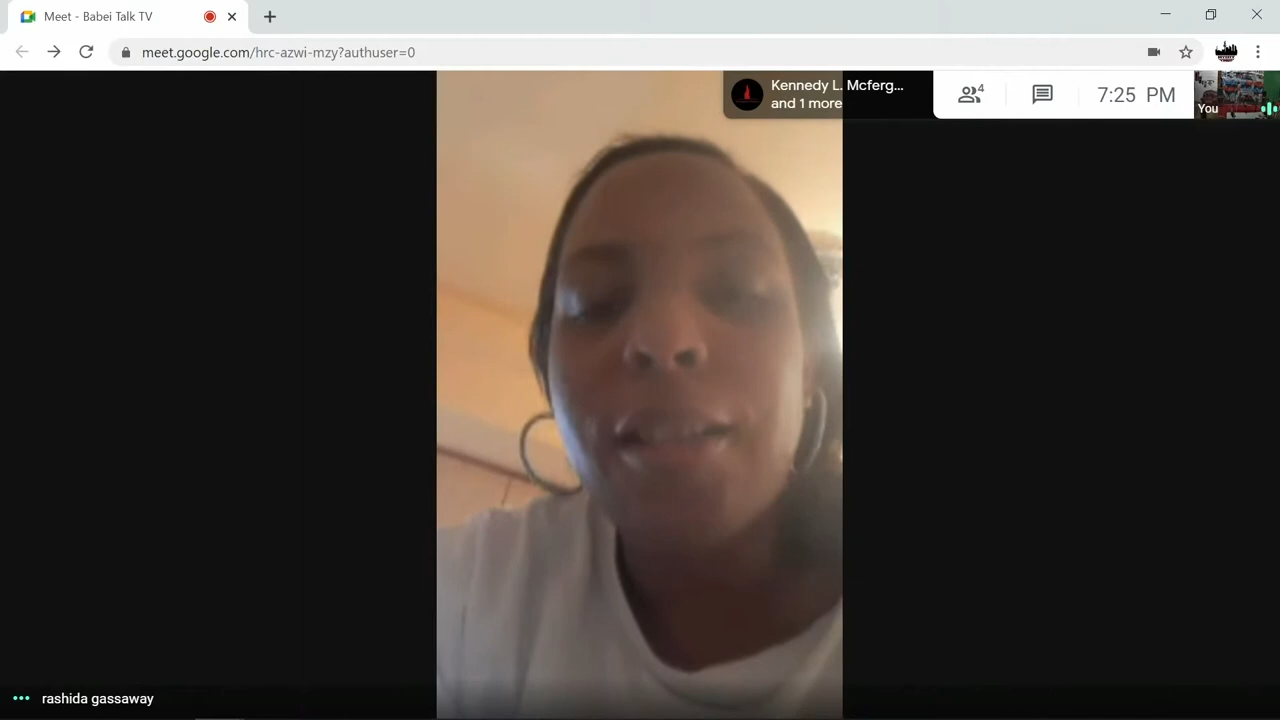 Meet - Babei Talk TV
meet.google.com/hrc-azwi-mzy?authuser=0
Kennedy L. Mcferg...
and 1 more
4
7:25 PM
You
rashida gassaway